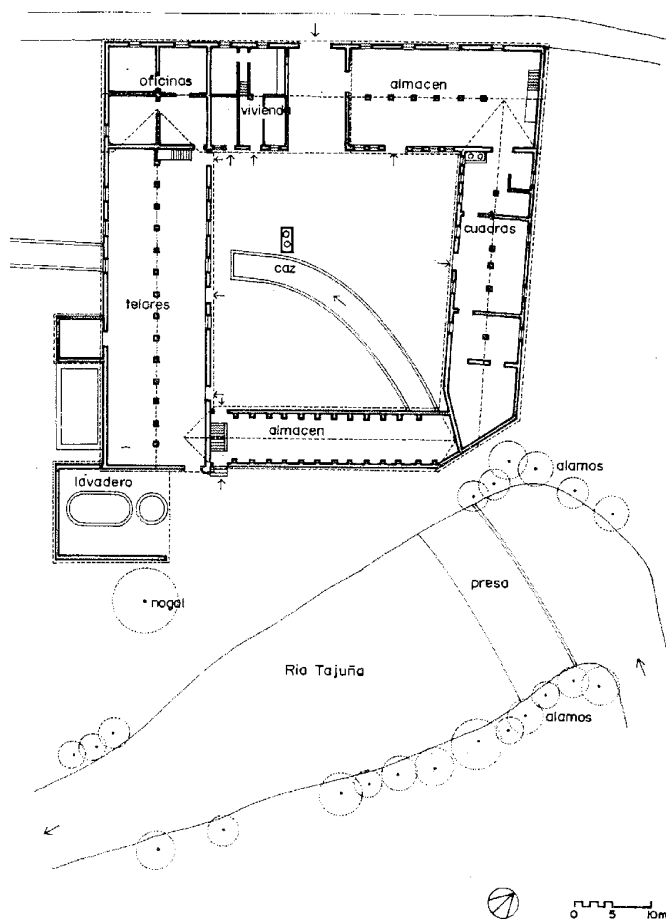 oficinas
vivienda
almacen
cuadras
caz
telares
almacen
lavadero
alamos
presa
nogal
Rio Tajuña
alamos
0 5 10m